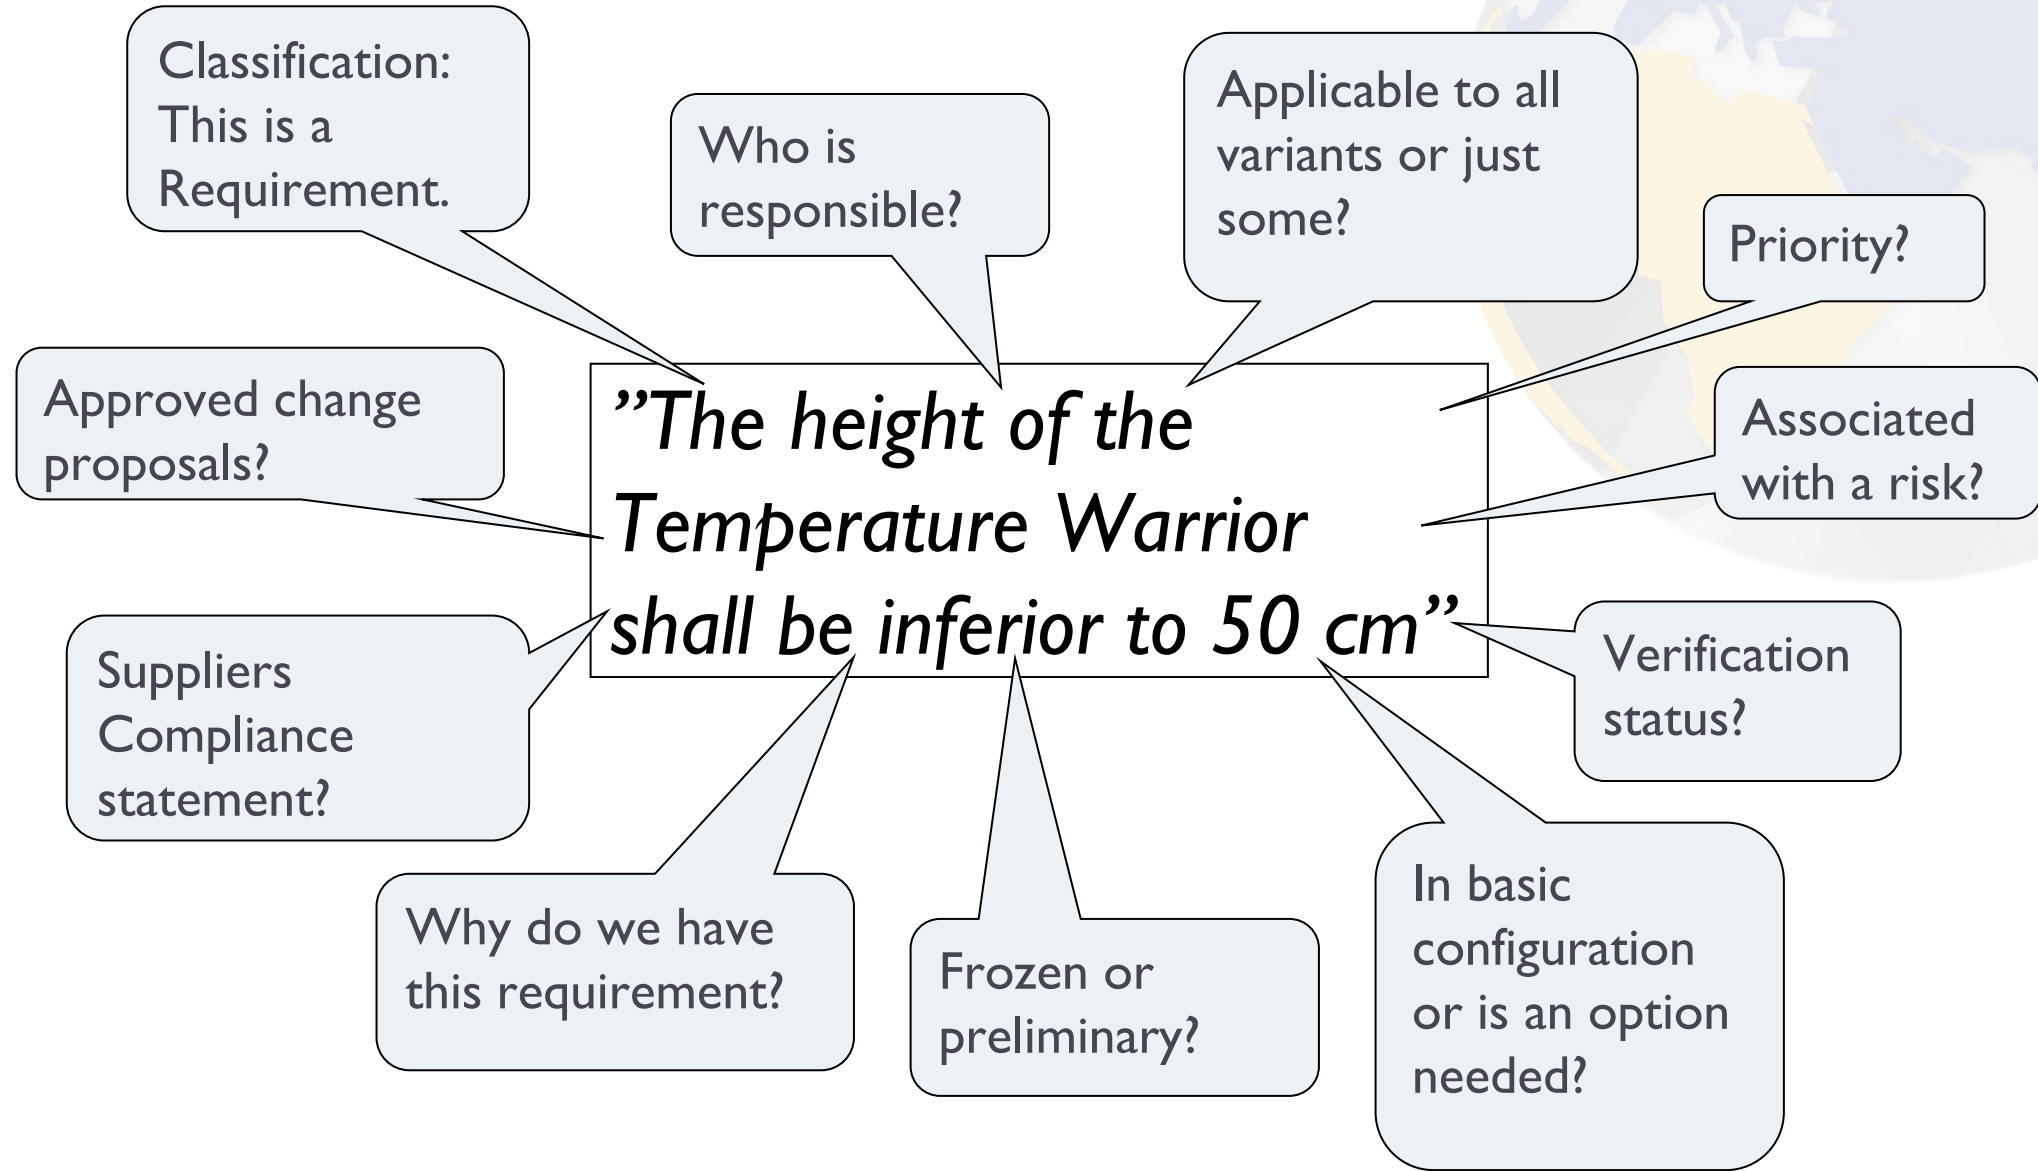 Classification:
This is a
Requirement.
Who is
responsible?
Applicable to all
variants or just
some?
Priority?
Approved change
proposals?
”The height of the
Temperature Warrior
shall be inferior to 50 cm”
Associated
with a risk?
Suppliers
Compliance
statement?
Verification
status?
Why do we have
this requirement?
Frozen or
preliminary?
In basic
configuration
or is an option
needed?